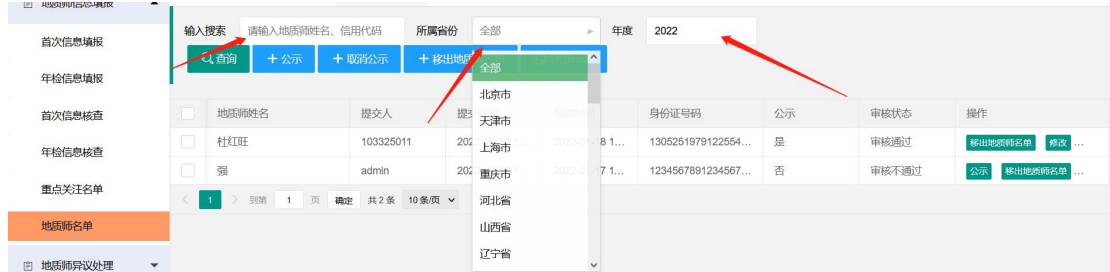 地质师信息填报
首次信息填报
年检信息填报
首次信息核查
年检信息核查
重点关注名单
地质师名单
地质师异议处理
输入搜索 请输入地质师姓名、信用代码 所属省份 全部 年度 2022
查询 + 公示 + 取消公示 + 移出地质
全部
北京市
天津市
上海市
重庆市
河北省
山西省
辽宁省
地质师姓名 提交人 身份证号码 公示 审核状态 操作
杜红旺 103325011 202 1305251979122554... 是 审核通过 移出地质师名单 修改 ...
强 admin 202 1234567891234567... 否 审核不通过 公示 移出地质师名单 ...
< 1 > 到第 1 页 确定 共 2 条 10 条/页